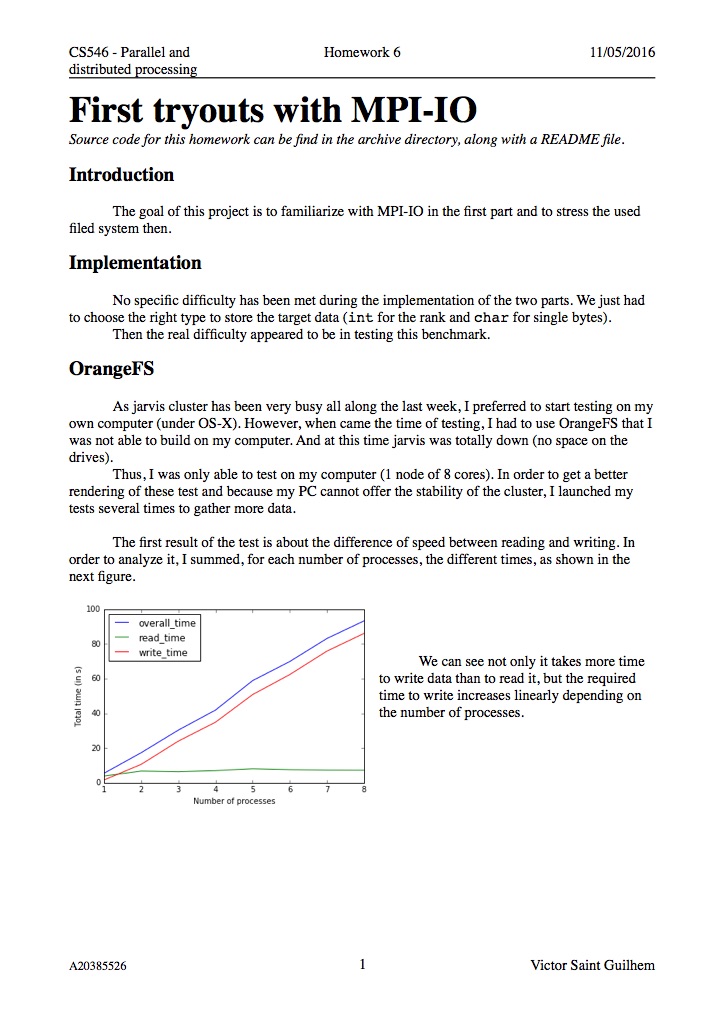 CS546 - Parallel and
distributed processing
Homework 6
11/05/2016
First tryouts with MPI-IO
Source code for this homework can be find in the archive directory, along with a README file.
Introduction
The goal of this project is to familiarize with MPI-IO in the first part and to stress the used
filed system then.
Implementation
No specific difficulty has been met during the implementation of the two parts. We just had
to choose the right type to store the target data (int for the rank and char for single bytes).
Then the real difficulty appeared to be in testing this benchmark.
OrangeFS
As jarvis cluster has been very busy all along the last week, I preferred to start testing on my
own computer (under OS-X). However, when came the time of testing, I had to use OrangeFS that I
was not able to build on my computer. And at this time jarvis was totally down (no space on the
drives).
Thus, I was only able to test on my computer (1 node of 8 cores). In order to get a better
rendering of these test and because my PC cannot offer the stability of the cluster, I launched my
tests several times to gather more data.
The first result of the test is about the difference of speed between reading and writing. In
order to analyze it, I summed, for each number of processes, the different times, as shown in the
next figure.
100
80
60
40
20
0
Total time (in s)
overall_time
read_time
write_time
1 2 3 4 5 6 7 8
Number of processes
We can see not only it takes more time
to write data than to read it, but the required
time to write increases linearly depending on
the number of processes.
A20385526
1
Victor Saint Guilhem